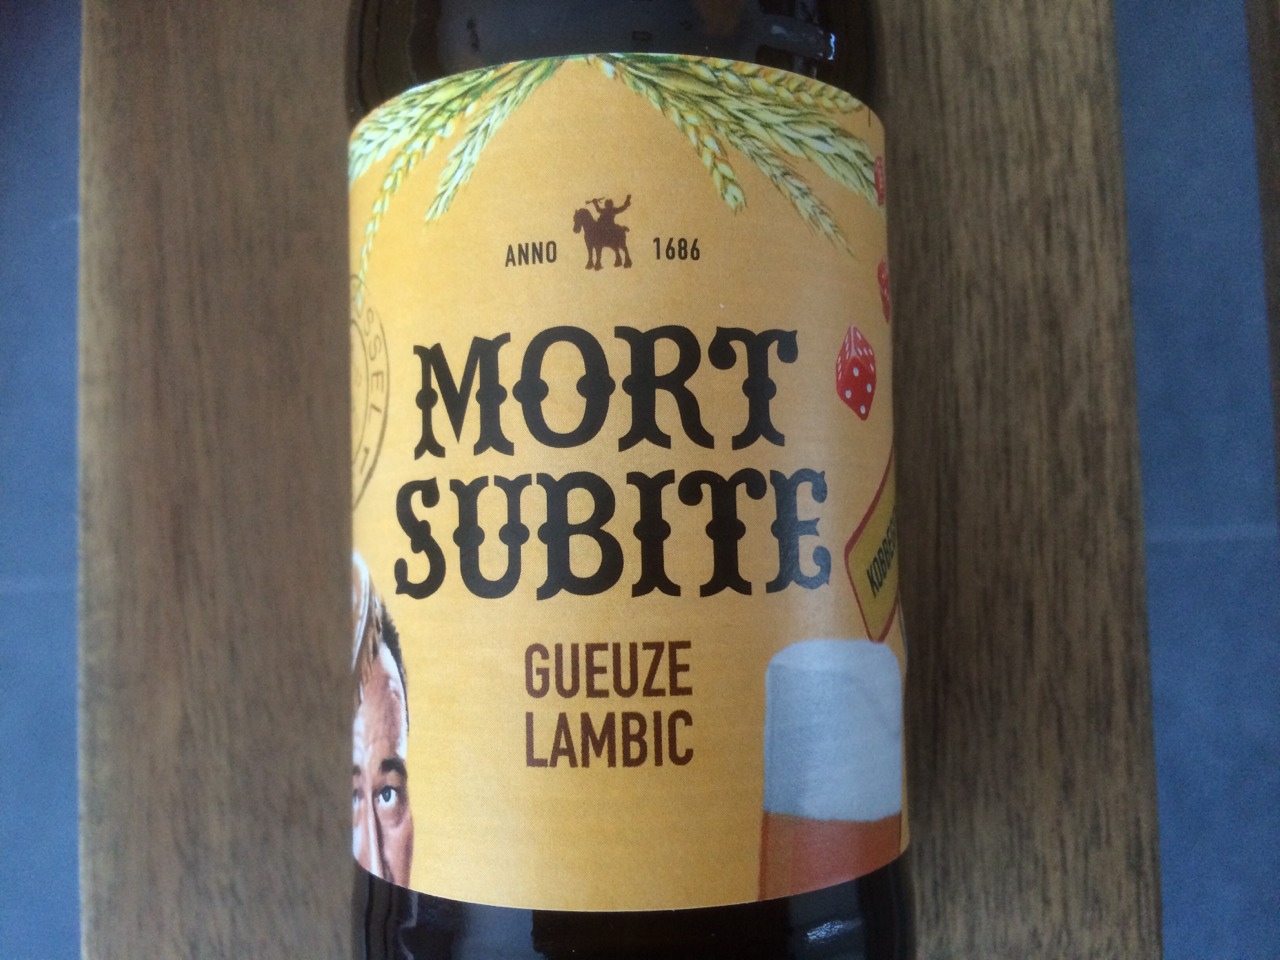 ANNO 1686
MORT
SUBITE
GUEUZE
LAMBIC